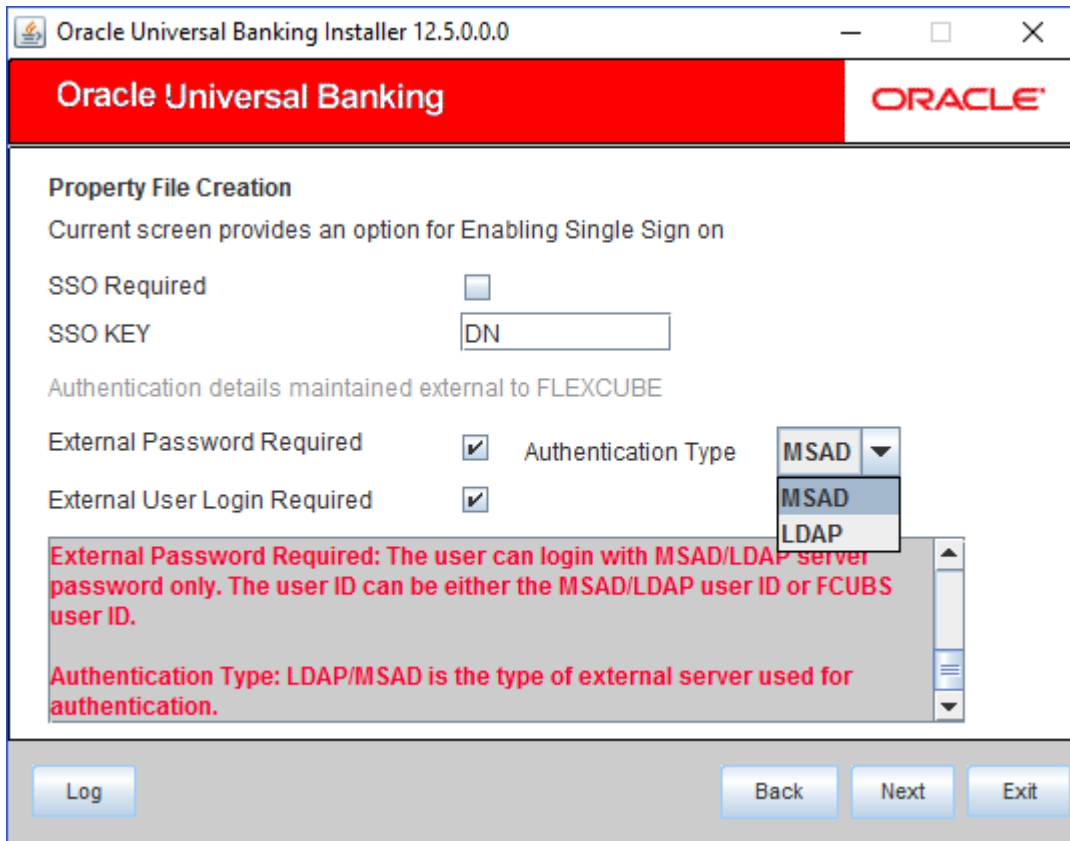 Oracle Universal Banking Installer 12.5.0.0.0
Oracle Universal Banking
ORACLE
Property File Creation
Current screen provides an option for Enabling Single Sign on
SSO Required
SSO KEY DN
Authentication details maintained external to FLEXCUBE
External Password Required Authentication Type MSAD
External User Login Required MSAD
LDAP
External Password Required: The user can login with MSAD/LDAP server
password only. The user ID can be either the MSAD/LDAP user ID or FCUBS
user ID.
Authentication Type: LDAP/MSAD is the type of external server used for
authentication.
Log Back Next Exit